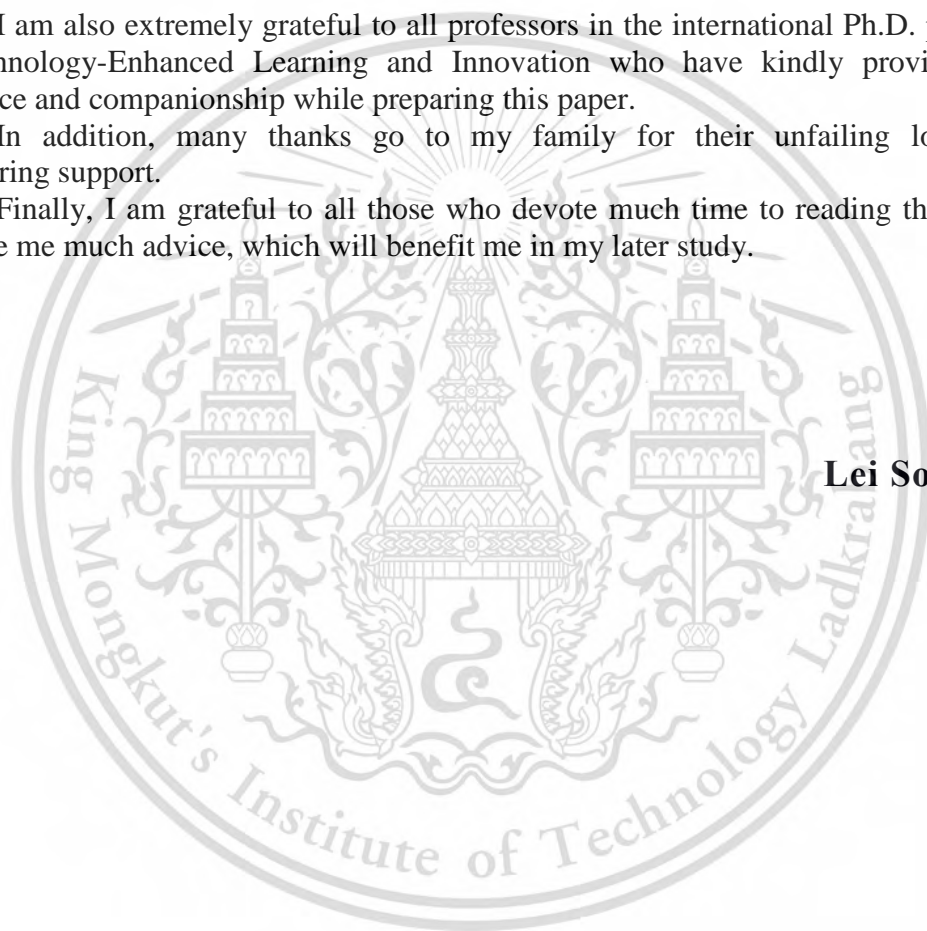 I am also extremely grateful to all professors in the international Ph.D.
hnology-Enhanced Learning and Innovation who have kindly provi
ce and companionship while preparing this paper.
In addition, many thanks go to my family for their unfailing lo
ring support.
Finally, I am grateful to all those who devote much time to reading th
e me much advice, which will benefit me in my later study.
Lei So
King Mongkut's Institute of Technology Ladkrabang